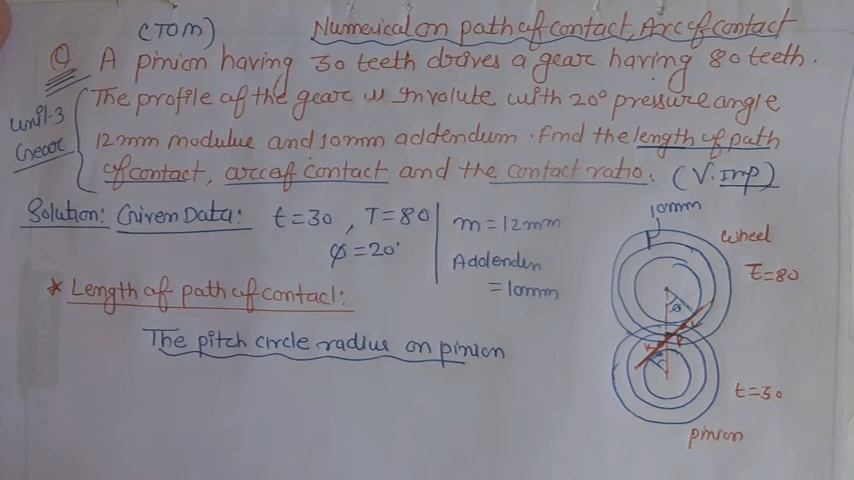 (TOM) Numerical on path of contact, Arc of contact
Q A pinion having 30 teeth drives a gear having 80 teeth.
Unit-3 The profile of the gear is Involute with 20° pressure angle
Gear 12mm module and 10mm addendum. Find the length of path
of contact, arc of contact and the contact ratio. (V.Imp)
Solution: Given Data: t=30, T=80 m=12mm
φ=20° Addenden
=10mm
10mm
wheel
T=80
* Length of path of contact:
The pitch circle radius on pinion
t=30
pinion